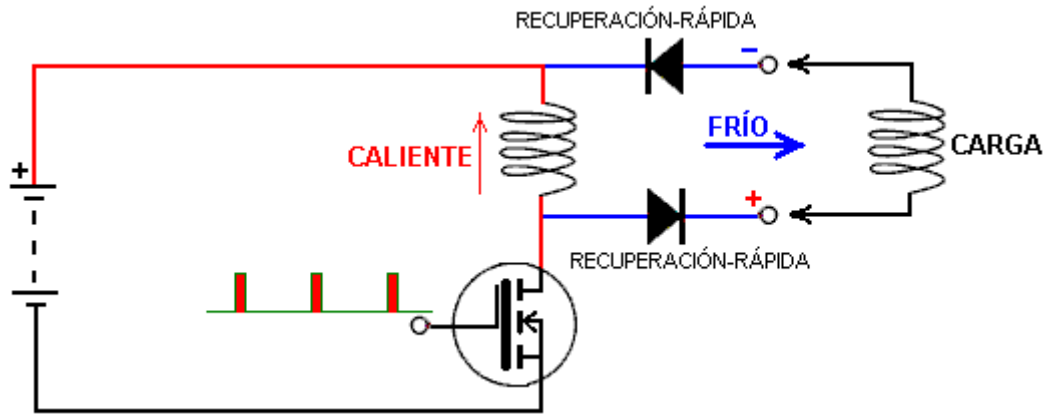 RECUPERACIÓN-RÁPIDA
−
FRÍO
CALIENTE
CARGA
+
+
RECUPERACIÓN-RÁPIDA